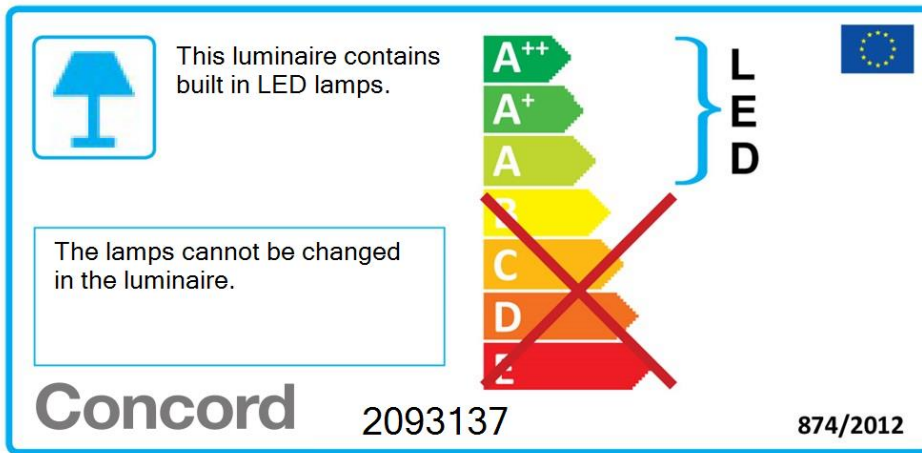 This luminaire contains
built in LED lamps.
A++
A+
A
B
C
D
E
L
E
D
The lamps cannot be changed
in the luminaire.
Concord
2093137
874/2012